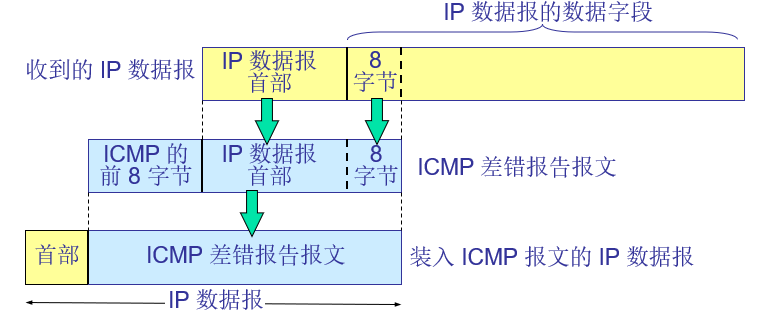 IP 数据报的数据字段
收到的 IP 数据报
IP 数据报
首部
8
字节
ICMP 的
前 8 字节
IP 数据报
首部
8
字节
ICMP 差错报告报文
首部
ICMP 差错报告报文
装入 ICMP 报文的 IP 数据报
IP 数据报